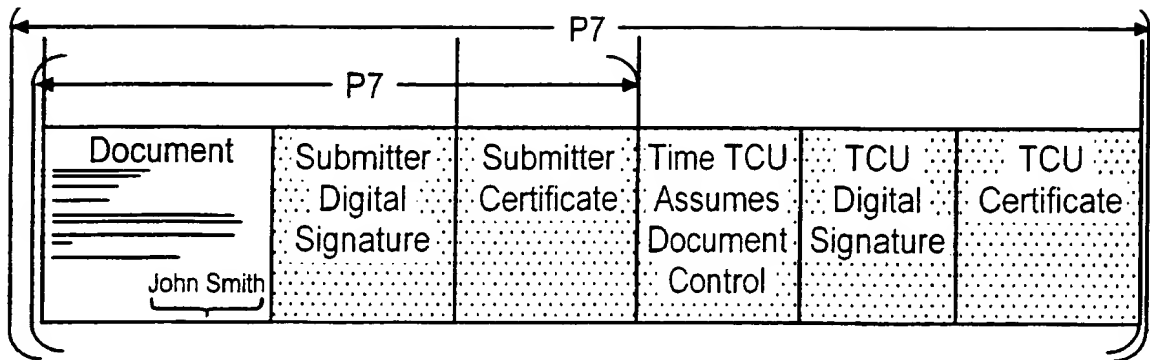 P7
P7
Document
John Smith
Submitter
Digital
Signature
Submitter
Certificate
Time TCU
Assumes
Document
Control
TCU
Digital
Signature
TCU
Certificate